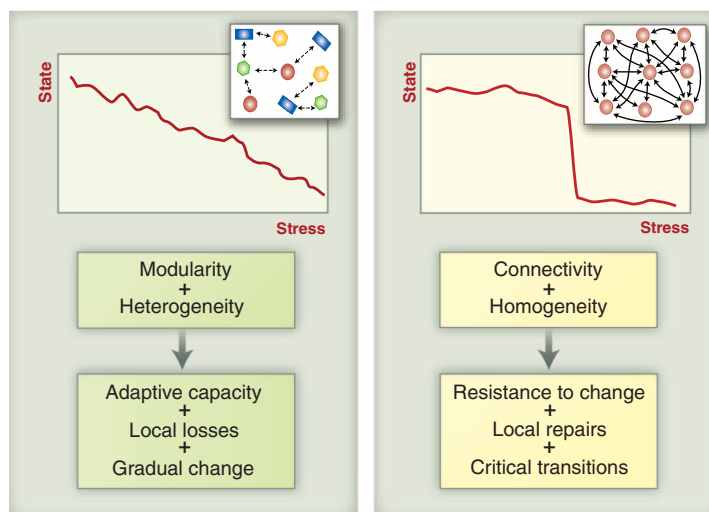 State
Stress
Modularity
+
Heterogeneity
Adaptive capacity
+
Local losses
+
Gradual change
State
Stress
Connectivity
+
Homogeneity
Resistance to change
+
Local repairs
+
Critical transitions